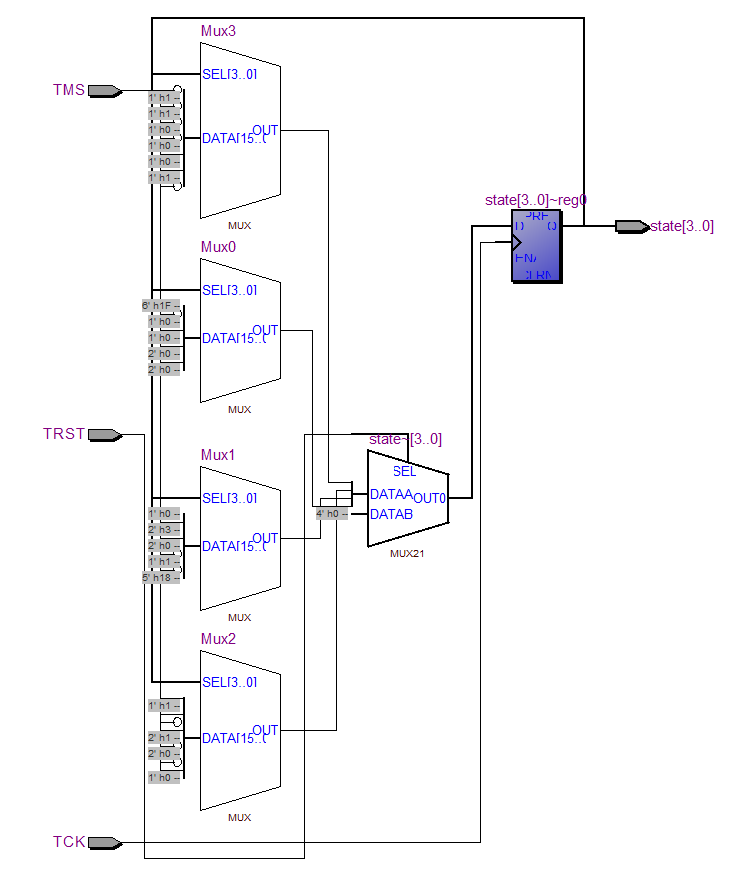 Mux3
SEL[3..0]
TMS
1' h1 --
1' h1 --
1' h0 --
OUT
DATA[15..0
1' h0 --
1' h0 --
1' h1 --
MUX
state[3..0]~reg0
PRE
D
Q
state[3..0]
ENA
CLRN
Mux0
SEL[3..0]
6' h1F --
1' h0 --
OUT
1' h0 --
DATA[15..0
2' h0 --
2' h0 --
MUX
TRST
state~[3..0]
Mux1
SEL
SEL[3..0]
DATAA
OUT0
1' h0 --
4' h0 --
DATAB
2' h3 --
OUT
2' h0 --
DATA[15..0
1' h1 --
MUX21
5' h18 --
MUX
Mux2
SEL[3..0]
1' h1 --
OUT
2' h1 --
DATA[15..0
2' h0 --
1' h0 --
MUX
TCK